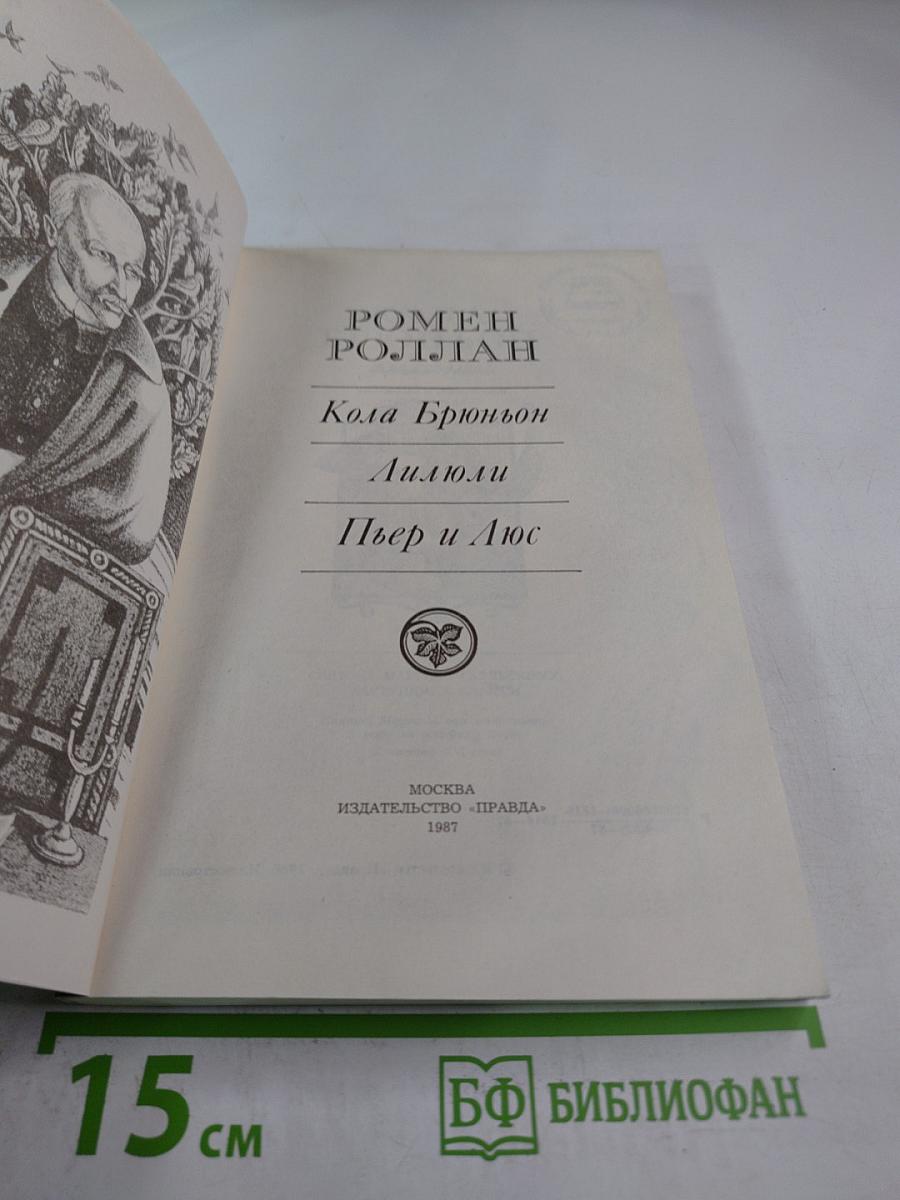 РОМЕН
РОЛЛАН
Кола Брюньон
Лилюли
Пьер и Люс
МОСКВА
ИЗДАТЕЛЬСТВО «ПРАВДА»
1987
15 см
БФ БИБЛИОФАН